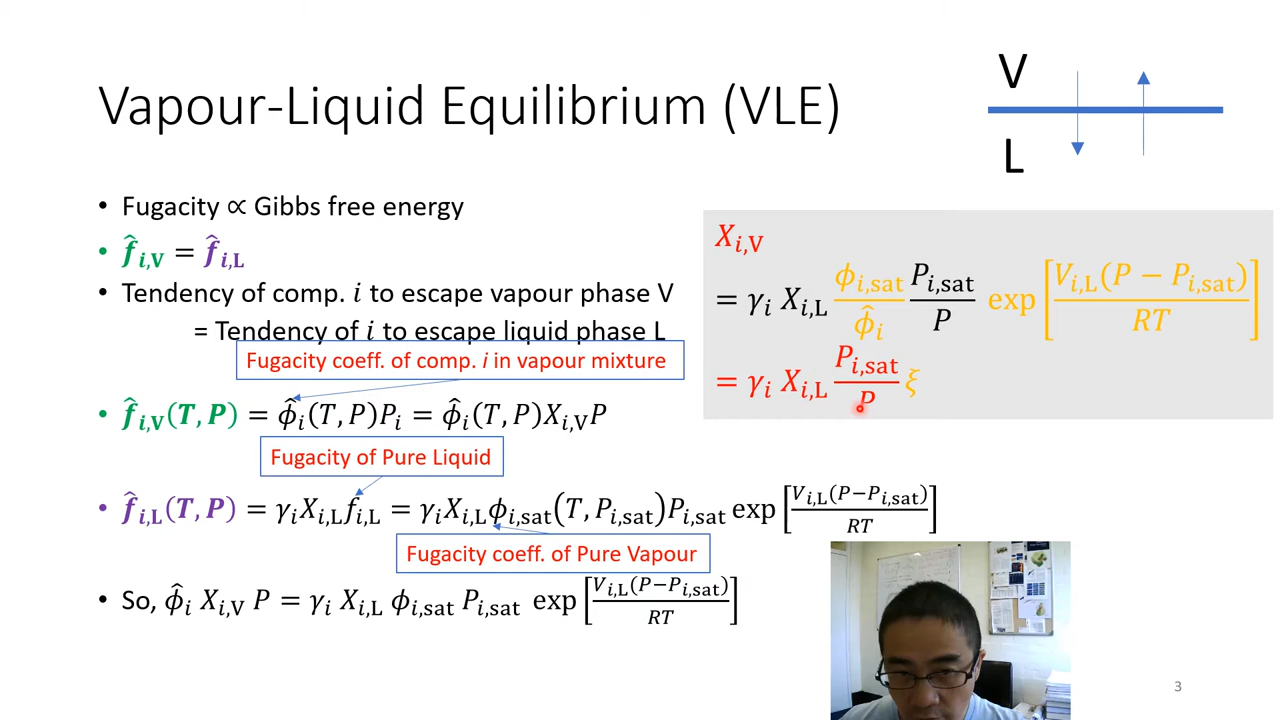 Vapour-Liquid Equilibrium (VLE)
V
L
• Fugacity ∝ Gibbs free energy
• f̂_{i,V} = f̂_{i,L}
• Tendency of comp. i to escape vapour phase V
= Tendency of i to escape liquid phase L
Fugacity coeff. of comp. i in vapour mixture
• f̂_{i,V}(T, P) = ϕ̂_i(T, P)P_i = ϕ̂_i(T, P)X_{i,V}P
Fugacity of Pure Liquid
• f̂_{i,L}(T, P) = γ_i X_{i,L} f_{i,L} = γ_i X_{i,L} ϕ_{i,sat}(T, P_{i,sat}) P_{i,sat} exp[V_{i,L}(P−P_{i,sat})/RT]
Fugacity coeff. of Pure Vapour
• So, ϕ̂_i X_{i,V} P = γ_i X_{i,L} ϕ_{i,sat} P_{i,sat} exp[V_{i,L}(P−P_{i,sat})/RT]
X_{i,V}
= γ_i X_{i,L} ϕ_{i,sat}/ϕ̂_i P_{i,sat}/P exp[V_{i,L}(P − P_{i,sat})/RT]
= γ_i X_{i,L} P_{i,sat}/P ξ
3